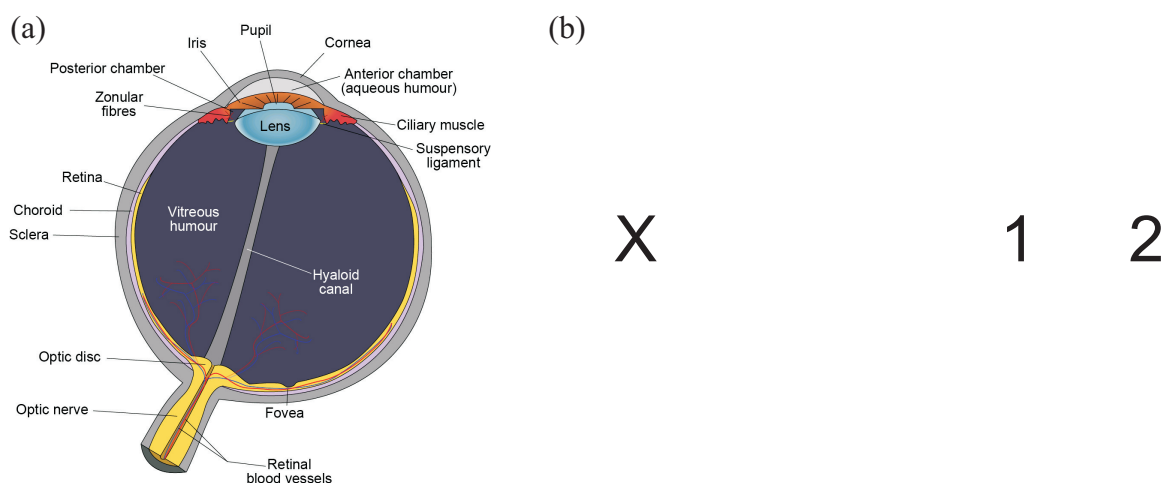 (a)
Pupil
Iris
Cornea
Posterior chamber
Anterior chamber
(aqueous humour)
Zonular
fibres
Lens
Ciliary muscle
Suspensory
ligament
Retina
Choroid
Sclera
Vitreous
humour
Hyaloid
canal
Optic disc
Optic nerve
Fovea
Retinal
blood vessels
(b)
X 1 2